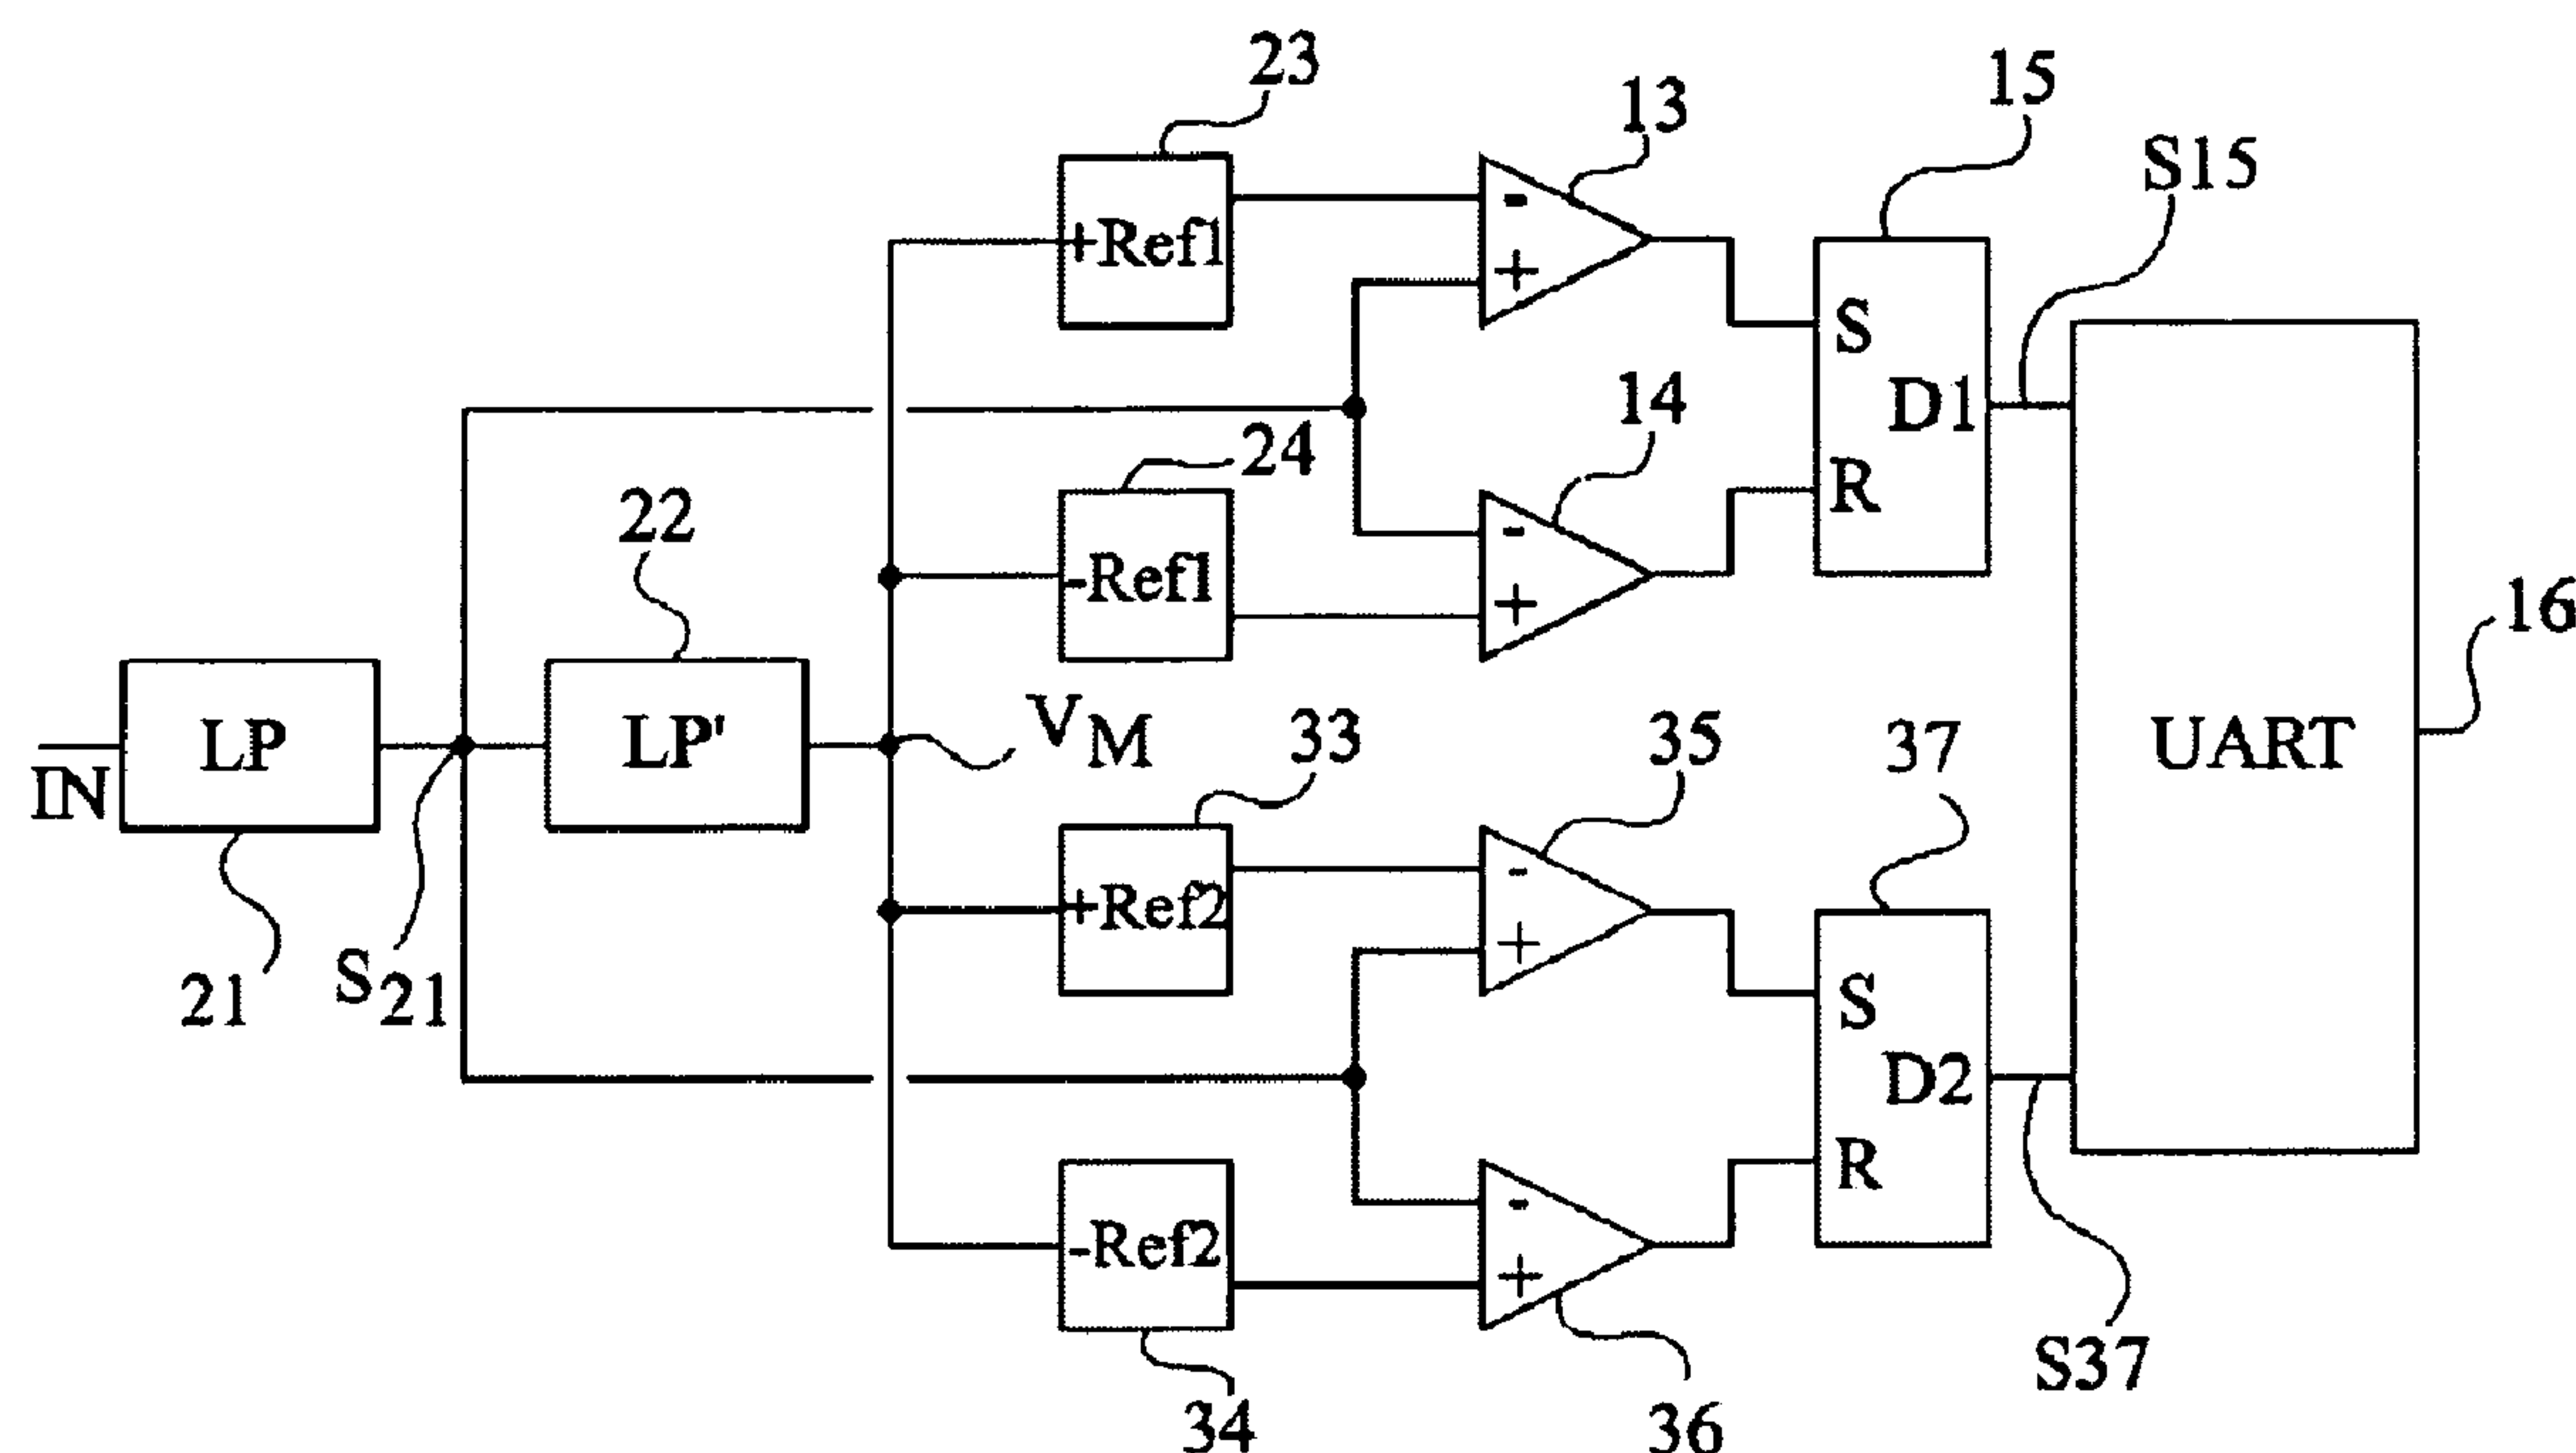 23
13
15
S15
+Ref1
-
+
S
D1
R
24
14
-Ref1
-
+
22
16
IN
LP
LP'
VM
UART
21
S21
33
35
37
+Ref2
-
+
S
D2
R
-Ref2
-
+
34
36
S37